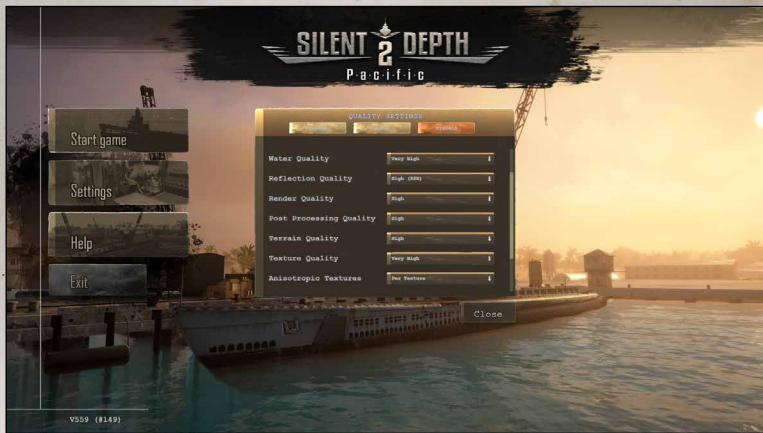 SILENT 2 DEPTH
P·a·c·i·f·i·c
Start game
Settings
Help
Exit
QUALITY SETTINGS
VISUALS
Water Quality Very High
Reflection Quality High (SSR)
Render Quality High
Post Processing Quality High
Terrain Quality High
Texture Quality Very High
Anisotropic Textures Per Texture
Close
V559 (#149)